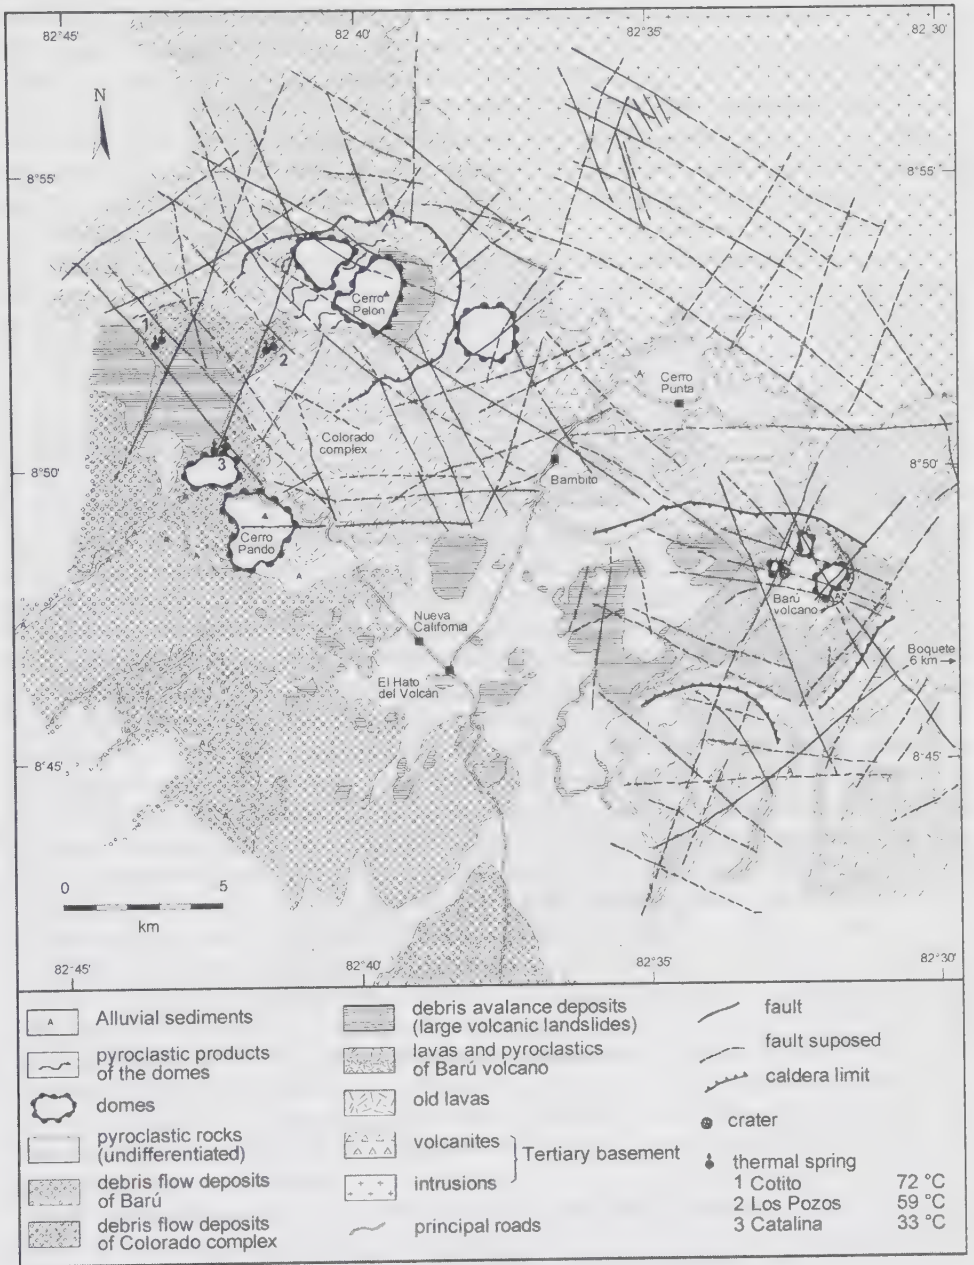 82°45'
82°40'
82°35'
82°30'
N
8°55'
8°55'
Cerro
Pelón
1
2
Cerro
Punta
A
A
Colorado
complex
3
8°50'
8°50'
Bambito
Cerro
Pando
A
A
Barú
volcano
Nueva
California
Boquete
6 km
El Hato
del Volcán
8°45'
8°45'
A
A
A
0 5
km
82°45'
82°40'
82°35'
82°30'
A Alluvial sediments
pyroclastic products
of the domes
domes
pyroclastic rocks
(undifferentiated)
debris flow deposits
of Barú
debris flow deposits
of Colorado complex
debris avalance deposits
(large volcanic landslides)
lavas and pyroclastics
of Barú volcano
old lavas
volcanites
Tertiary basement
intrusions
principal roads
fault
fault suposed
caldera limit
crater
thermal spring
1 Cotito 72 °C
2 Los Pozos 59 °C
3 Catalina 33 °C